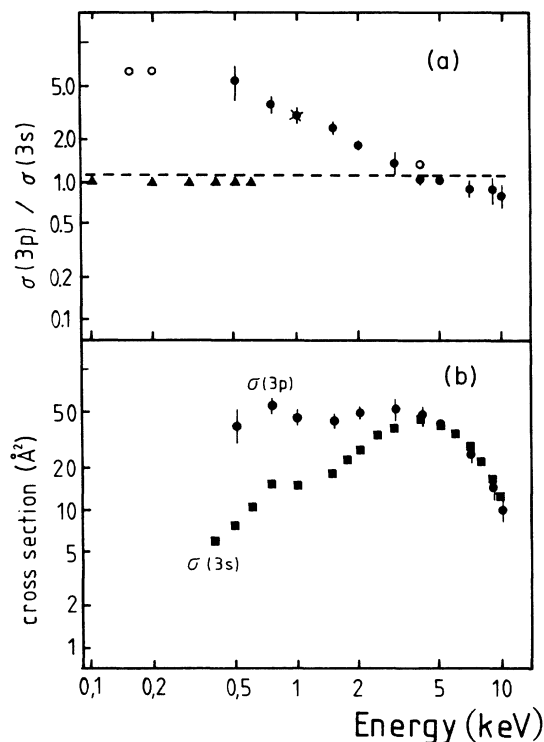 (a)
5.0
2.0
1.0
0.5
0.2
0.1
σ(3p) / σ(3s)
(b)
σ(3p)
50
20
10
5
1
σ(3s)
cross section (Å²)
0,1 0,2 0,5 1 2 5 10
Energy (keV)